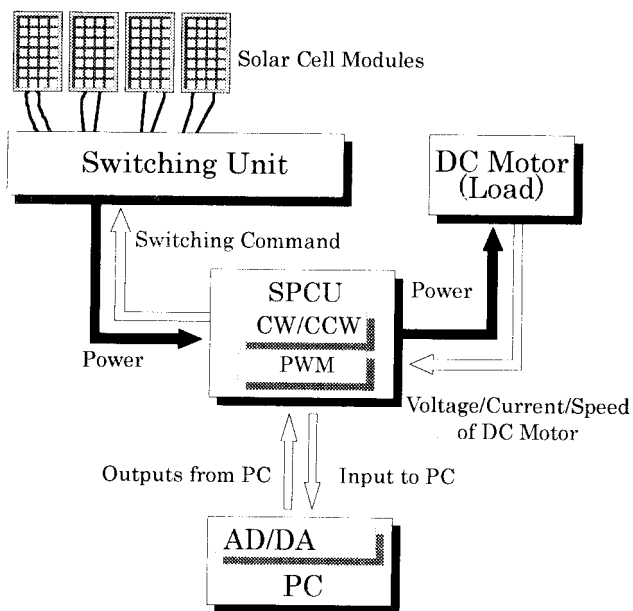 Solar Cell Modules
Switching Unit
DC Motor
(Load)
Switching Command
SPCU
CW/CCW
PWM
Power
Power
Voltage/Current/Speed
of DC Motor
Outputs from PC
Input to PC
AD/DA
PC